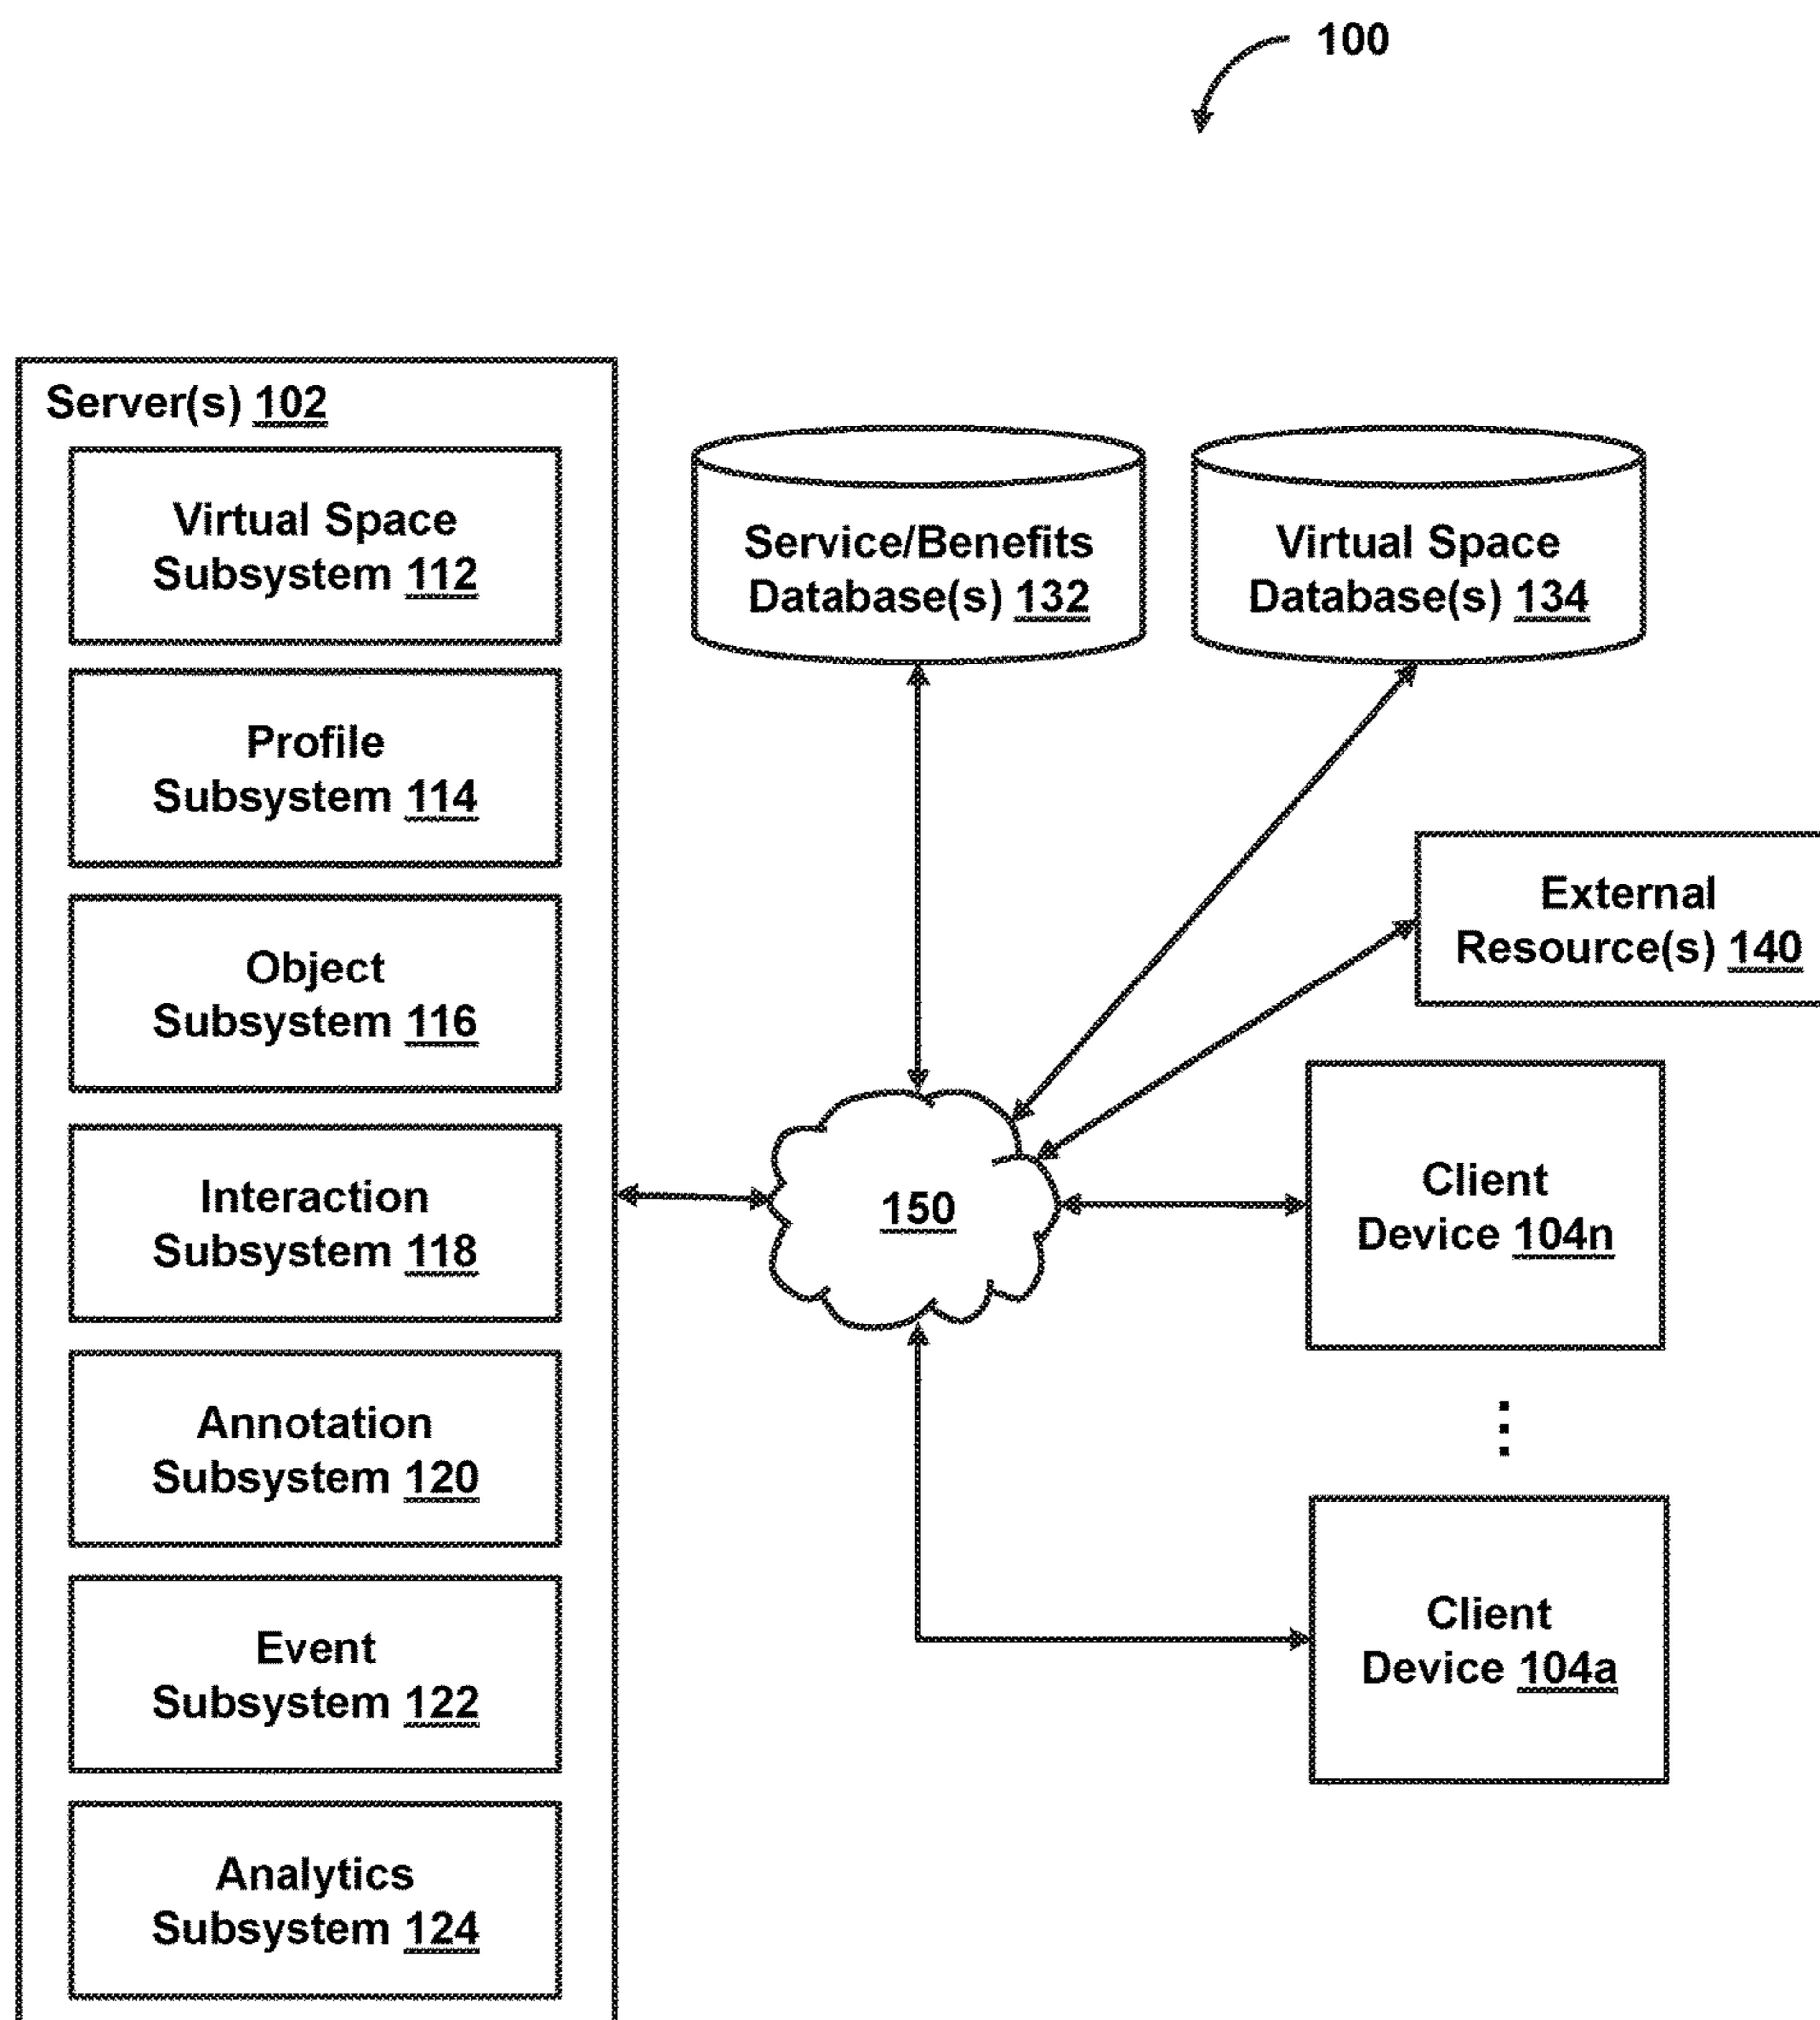 100
Server(s) 102
Virtual Space
Subsystem 112
Profile
Subsystem 114
Object
Subsystem 116
Interaction
Subsystem 118
Annotation
Subsystem 120
Event
Subsystem 122
Analytics
Subsystem 124
Service/Benefits
Database(s) 132
Virtual Space
Database(s) 134
External
Resource(s) 140
150
Client
Device 104n
Client
Device 104a